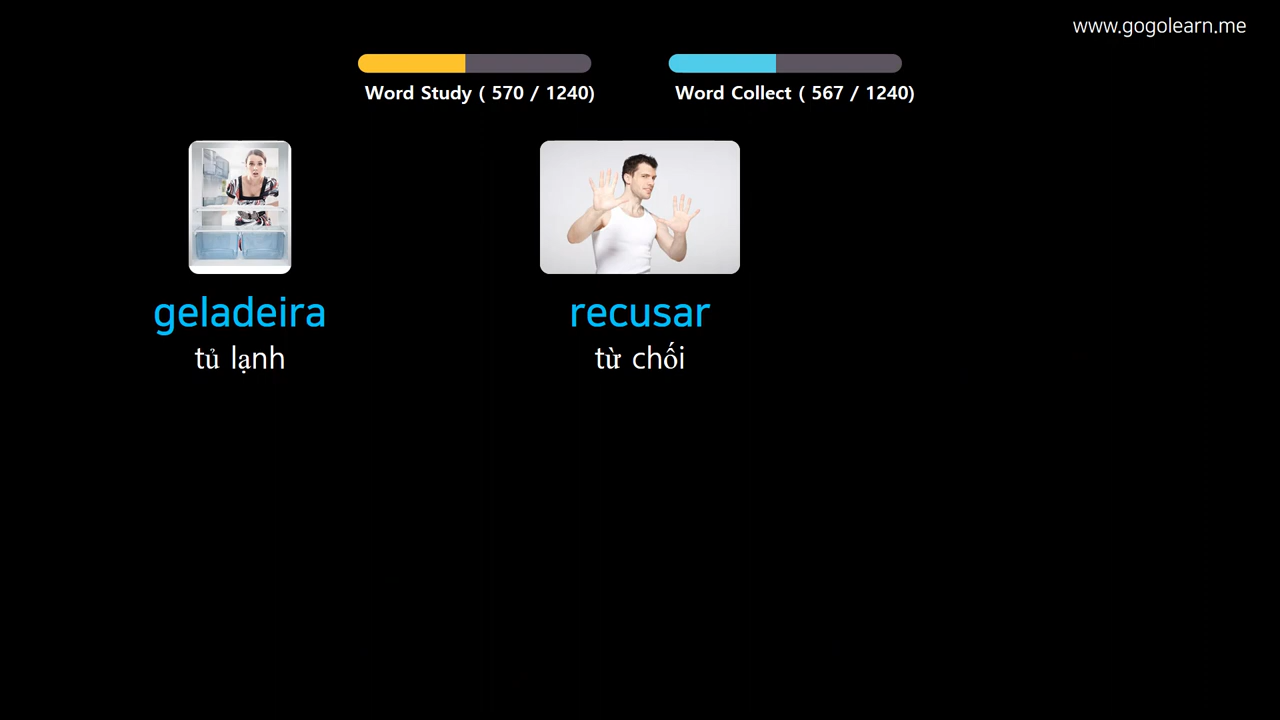 www.gogolearn.me
Word Study ( 570 / 1240)
Word Collect ( 567 / 1240)
geladeira
tủ lạnh
recusar
từ chối